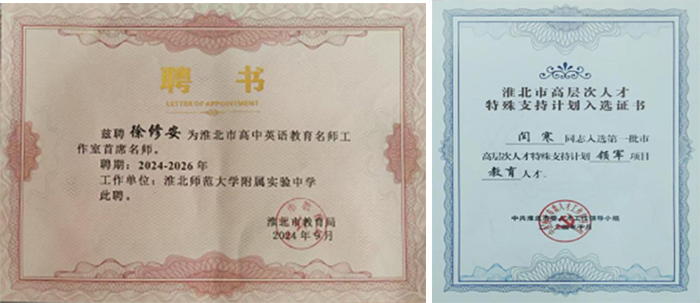 聘 书
LETTER OF APPOINTMENT
兹聘 徐修安 为淮北市高中英语教育名师工
作室首席名师。
聘期：2024-2026年
工作单位：淮北师范大学附属实验中学
此聘。
淮北市教育局
2024年9月
淮北市高层次人才
特殊支持计划入选证书
闫寒 同志入选第一批市
高层次人才特殊支持计划 领军 项目
教育 人才.